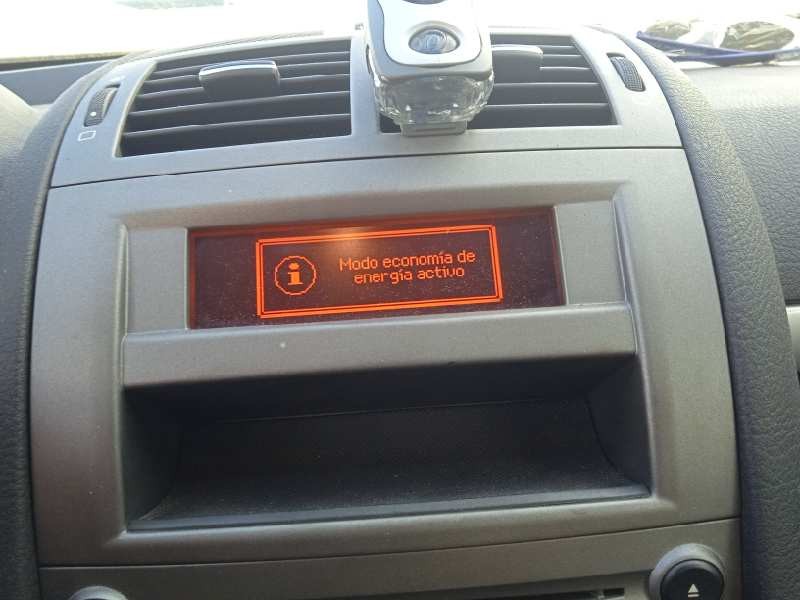 Modo economía de
energía activo